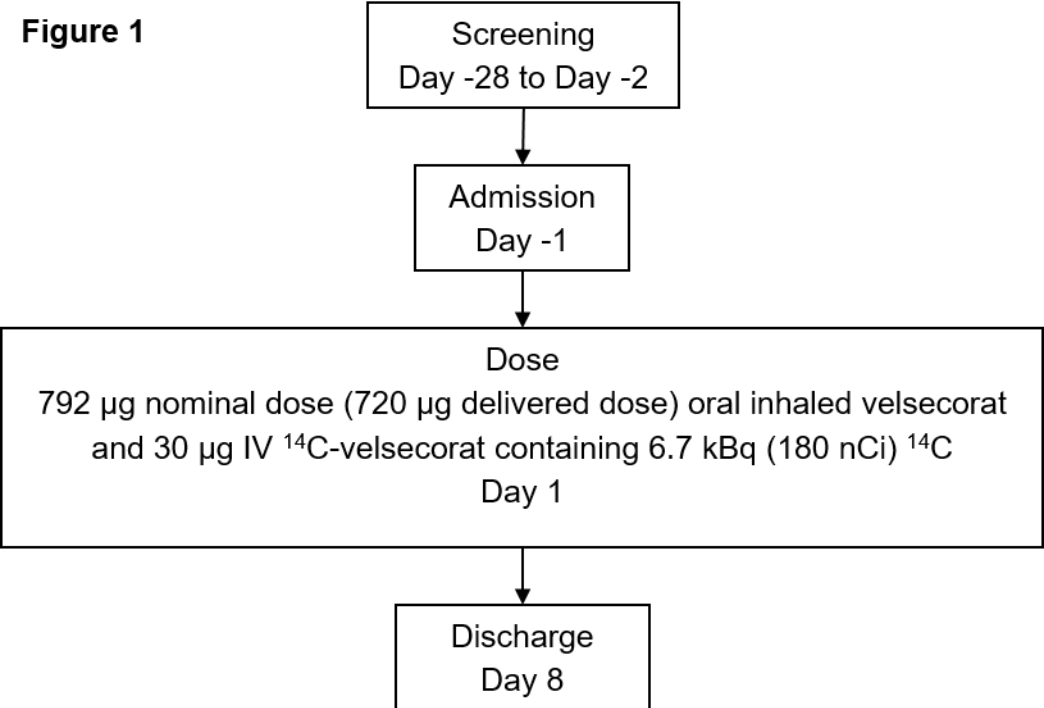 Figure 1
Screening
Day -28 to Day -2
Admission
Day -1
Dose
792 µg nominal dose (720 µg delivered dose) oral inhaled velsecorat
and 30 µg IV ¹⁴C-velsecorat containing 6.7 kBq (180 nCi) ¹⁴C
Day 1
Discharge
Day 8